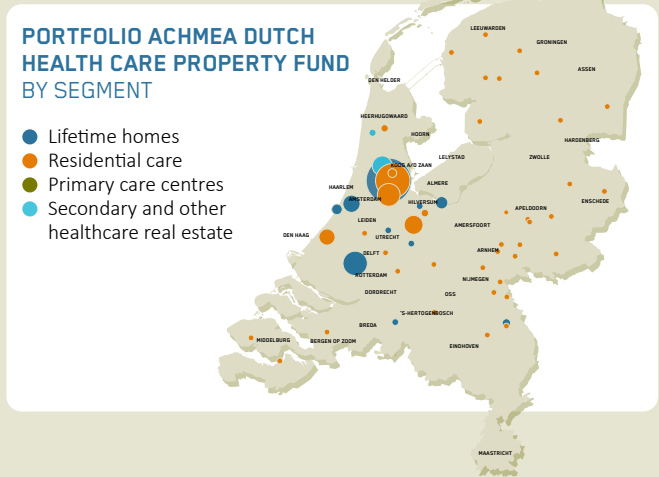 PORTFOLIO ACHMEA DUTCH
HEALTH CARE PROPERTY FUND
BY SEGMENT
Lifetime homes
Residential care
Primary care centres
Secondary and other
healthcare real estate
LEEUWARDEN
GRONINGEN
ASSEN
DEN HELDER
HEERHUGOWAARD
HOORN
HARDENBERG
LELYSTAD
ZWOLLE
KOOG A/D ZAAN
ALMERE
HAARLEM
AMSTERDAM
HILVERSUM
ENSCHEDE
APELDOORN
LEIDEN
AMERSFOORT
DEN HAAG
UTRECHT
DELFT
ARNHEM
ROTTERDAM
NIJMEGEN
DORDRECHT
OSS
'S-HERTOGENBOSCH
BREDA
MIDDELBURG
BERGEN OP ZOOM
EINDHOVEN
MAASTRICHT